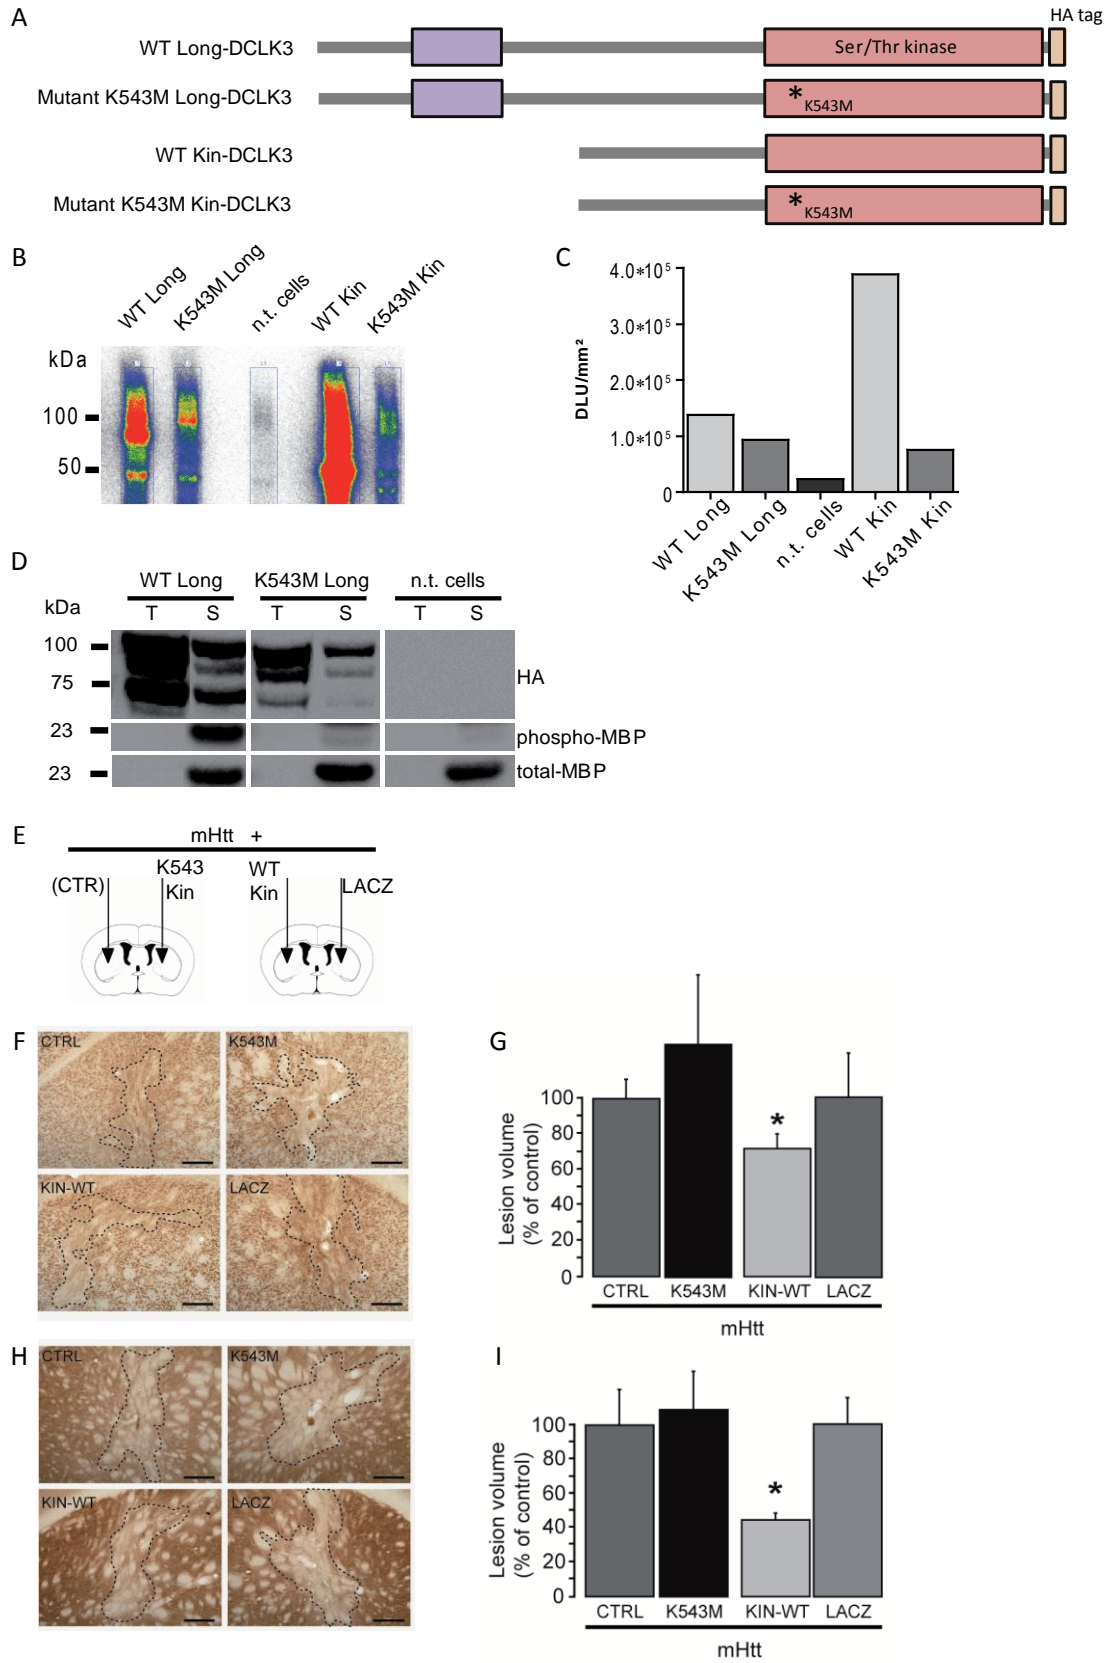 A
HA tag
WT Long-DCLK3
Ser/Thr kinase
Mutant K543M Long-DCLK3
*
K543M
WT Kin-DCLK3
Mutant K543M Kin-DCLK3
*
K543M
B
WT Long
K543M Long
n.t. cells
WT Kin
K543M Kin
kDa
100
50
C
4.0*10⁵
3.0*10⁵
2.0*10⁵
1.0*10⁵
0
DLU/mm²
WT Long
K543M Long
n.t. cells
WT Kin
K543M Kin
D
WT Long K543M Long n.t. cells
kDa T S T S T S
100
75
HA
23
phospho-MBP
23
total-MBP
E
mHtt +
(CTR)
K543
Kin
WT
Kin
LACZ
F
CTRL
K543M
KIN-WT
LACZ
G
Lesion volume
(% of control)
100
80
60
40
20
0
*
CTRL K543M KIN-WT LACZ
mHtt
H
CTRL
K543M
KIN-WT
LACZ
I
Lesion volume
(% of control)
100
80
60
40
20
0
*
CTRL K543M KIN-WT LACZ
mHtt